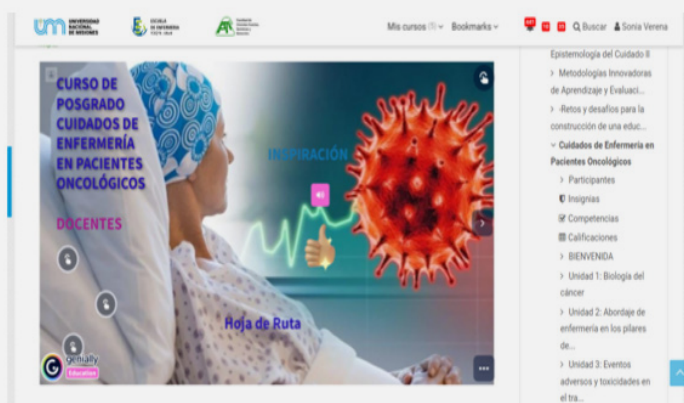 um UNIVERSIDAD NACIONAL DE MISIONES
ESCUELA DE ENFERMERÍA
Mis cursos
Bookmarks
Buscar
Sonia Verena
CURSO DE
POSGRADO
CUIDADOS DE
ENFERMERÍA
EN PACIENTES
ONCOLÓGICOS
DOCENTES
INSPIRACIÓN
Hoja de Ruta
G genially
Education
Epistemología del Cuidado II
> Metodologías Innovadoras
de Aprendizaje y Evaluaci...
> -Retos y desafíos para la
construcción de una educ...
Cuidados de Enfermería en
Pacientes Oncológicos
> Participantes
Insignias
Competencias
Calificaciones
> BIENVENIDA
> Unidad 1: Biología del
cáncer
> Unidad 2: Abordaje de
enfermería en los pilares
de...
> Unidad 3: Eventos
adversos y toxicidades en
el tra...